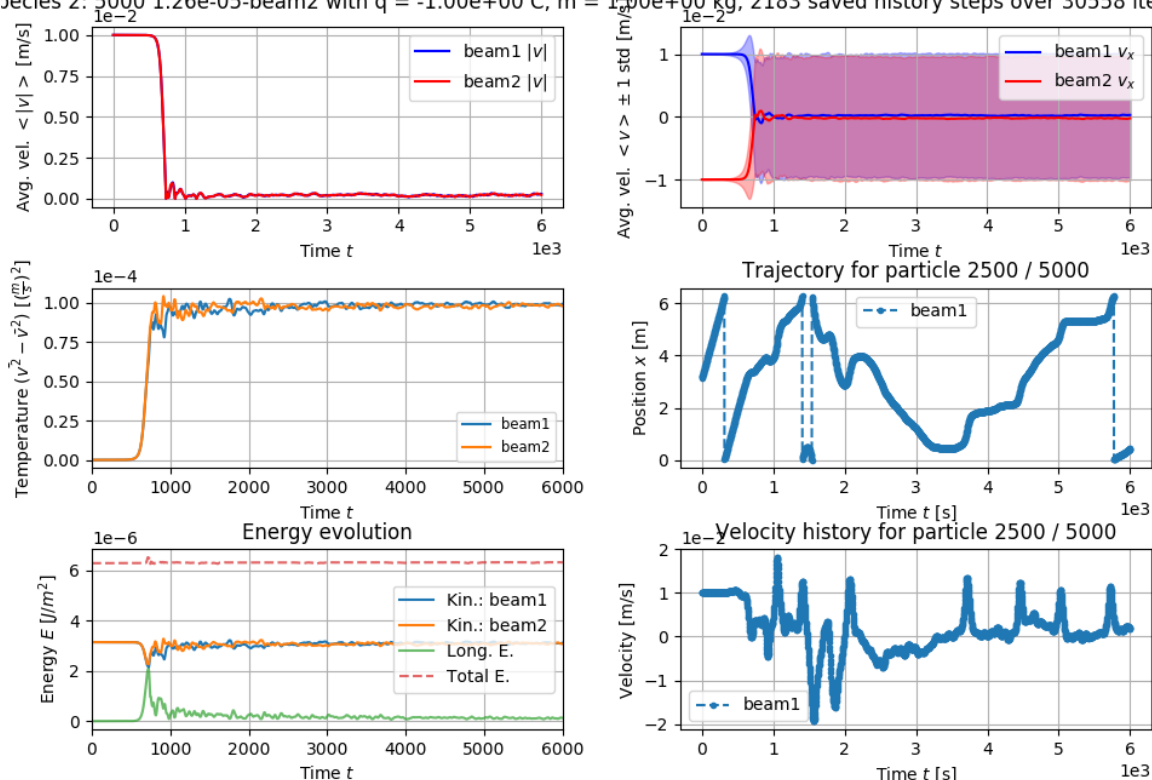 pecies 2: 5000 1.26e-05-beam2 with q = -1.00e+00 C, m = 1.00e+00 kg, 2183 saved history steps over 30558 ite
1e−2
Avg. vel. < |v| > [m/s]
1.00
0.75
0.50
0.25
0.00
beam1 |v|
beam2 |v|
0 1 2 3 4 5 6
1e3
Time t
1e−2
Avg. vel. < v > ± 1 std [m/s]
1
0
−1
beam1 vₓ
beam2 vₓ
0 1 2 3 4 5 6
1e3
Time t
1e−4
Temperature (v̄² − v̄²) [(m/s)²]
1.00
0.75
0.50
0.25
0.00
beam1
beam2
0 1000 2000 3000 4000 5000 6000
Time t
Trajectory for particle 2500 / 5000
Position x [m]
6
4
2
0
beam1
0 1 2 3 4 5 6
1e3
Time t [s]
Energy evolution
Energy E [J/m²]
1e−6
6
4
2
0
Kin.: beam1
Kin.: beam2
Long. E.
Total E.
0 1000 2000 3000 4000 5000 6000
Time t
Velocity history for particle 2500 / 5000
1e−2
Velocity [m/s]
2
1
0
−1
−2
beam1
0 1 2 3 4 5 6
1e3
Time t [s]